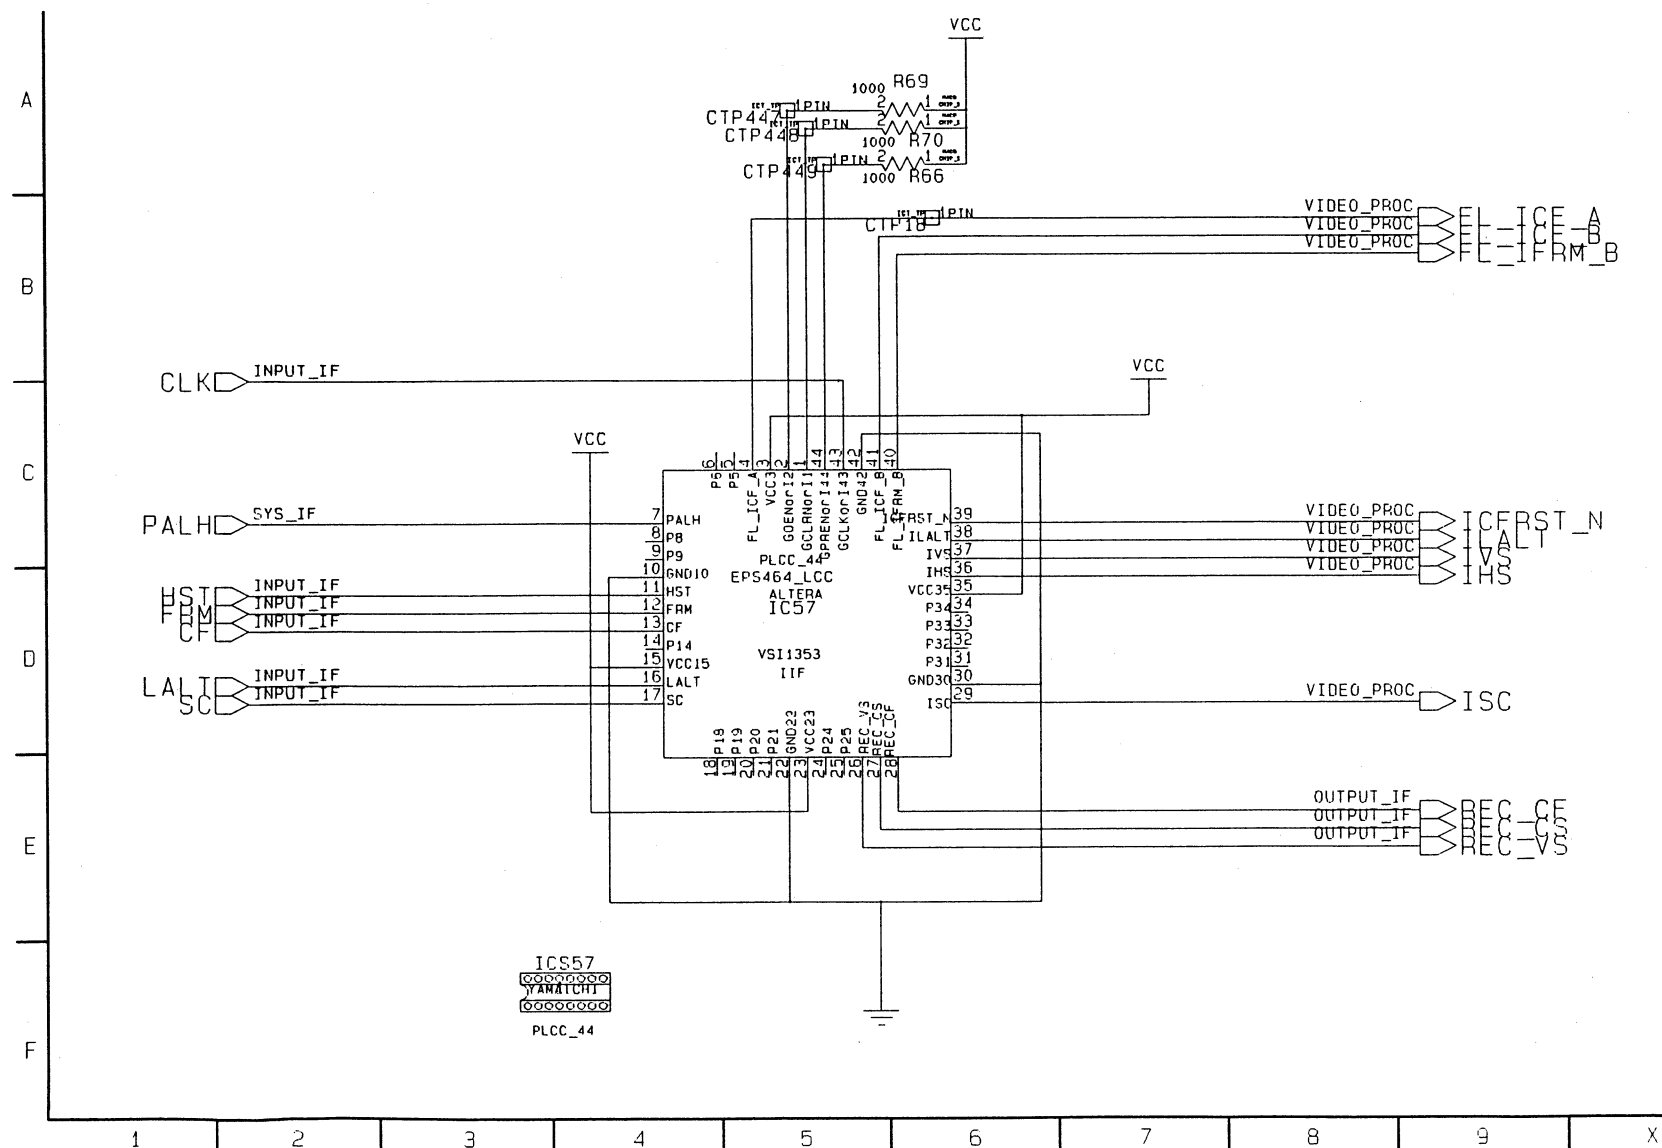 VCC
A
1000 R69
CTP447 1PIN 2 1
CTP448 1PIN 2 1
1000 R70
CTP449 1PIN 2 1
1000 R66
ICT_TP 1PIN
CTP18
VIDEO_PROC FL_ICF_A
VIDEO_PROC FL_ICF_B
VIDEO_PROC FL_IFRM_B
B
CLK INPUT_IF
VCC
VCC
C
6 5 4 3 2 1 44 43 42 41 40
P6 P5 FL_ICF_A VCC3 GOENorI2 GCLRNorI1 GPRENorI44 GCLKorI43 GND42 FL_ICF_B FL_IFRM_B
PALH SYS_IF 7 PALH
8 P8
9 P9
10 GND10
HST INPUT_IF 11 HST
FRM INPUT_IF 12 FRM
CF INPUT_IF 13 CF
14 P14
15 VCC15
LALT INPUT_IF 16 LALT
SC INPUT_IF 17 SC
PLCC_44
EPS464_LCC
ALTERA
IC57
VSI1353
IIF
ICFRST_N 39 VIDEO_PROC ICFRST_N
ILALT 38 VIDEO_PROC ILALT
IVS 37 VIDEO_PROC IVS
IHS 36 VIDEO_PROC IHS
VCC35 35
P34 34
P33 33
P32 32
P31 31
GND30 30
ISC 29 VIDEO_PROC ISC
D
P18 P19 P20 P21 GND22 VCC23 P24 P25 REC_VS REC_CS REC_CF
18 19 20 21 22 23 24 25 26 27 28
OUTPUT_IF REC_CF
OUTPUT_IF REC_CS
OUTPUT_IF REC_VS
E
ICS57
YAMAICHI
PLCC_44
F
1 2 3 4 5 6 7 8 9 X